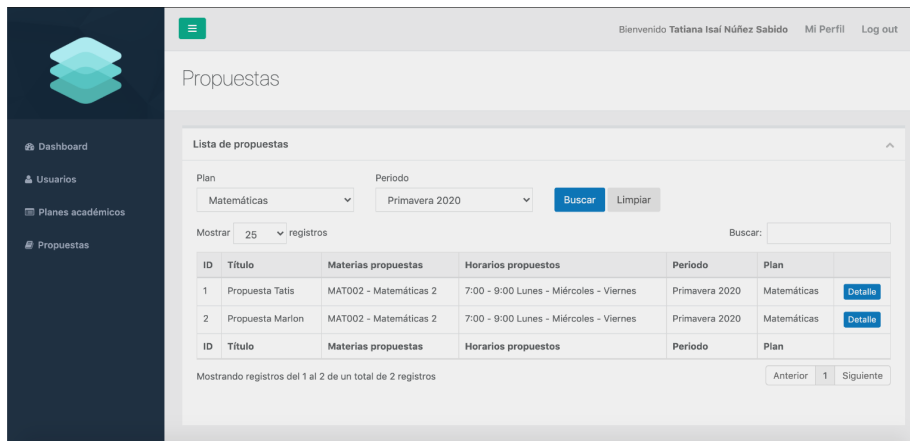 Bienvenido Tatiana Isaí Núñez Sabido Mi Perfil Log out
Propuestas
Dashboard
Usuarios
Planes académicos
Propuestas
Lista de propuestas
Plan Periodo
Matemáticas Primavera 2020 Buscar Limpiar
Mostrar 25 registros Buscar:
ID Título Materias propuestas Horarios propuestos Periodo Plan
1 Propuesta Tatis MAT002 - Matemáticas 2 7:00 - 9:00 Lunes - Miércoles - Viernes Primavera 2020 Matemáticas Detalle
2 Propuesta Marlon MAT002 - Matemáticas 2 7:00 - 9:00 Lunes - Miércoles - Viernes Primavera 2020 Matemáticas Detalle
ID Título Materias propuestas Horarios propuestos Periodo Plan
Mostrando registros del 1 al 2 de un total de 2 registros Anterior 1 Siguiente